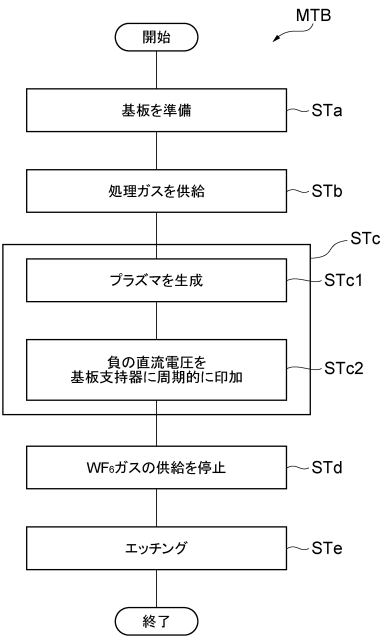 MTB
開始
基板を準備
STa
処理ガスを供給
STb
STc
プラズマを生成
STc1
負の直流電圧を
基板支持器に周期的に印加
STc2
WF₆ガスの供給を停止
STd
エッチング
STe
終了